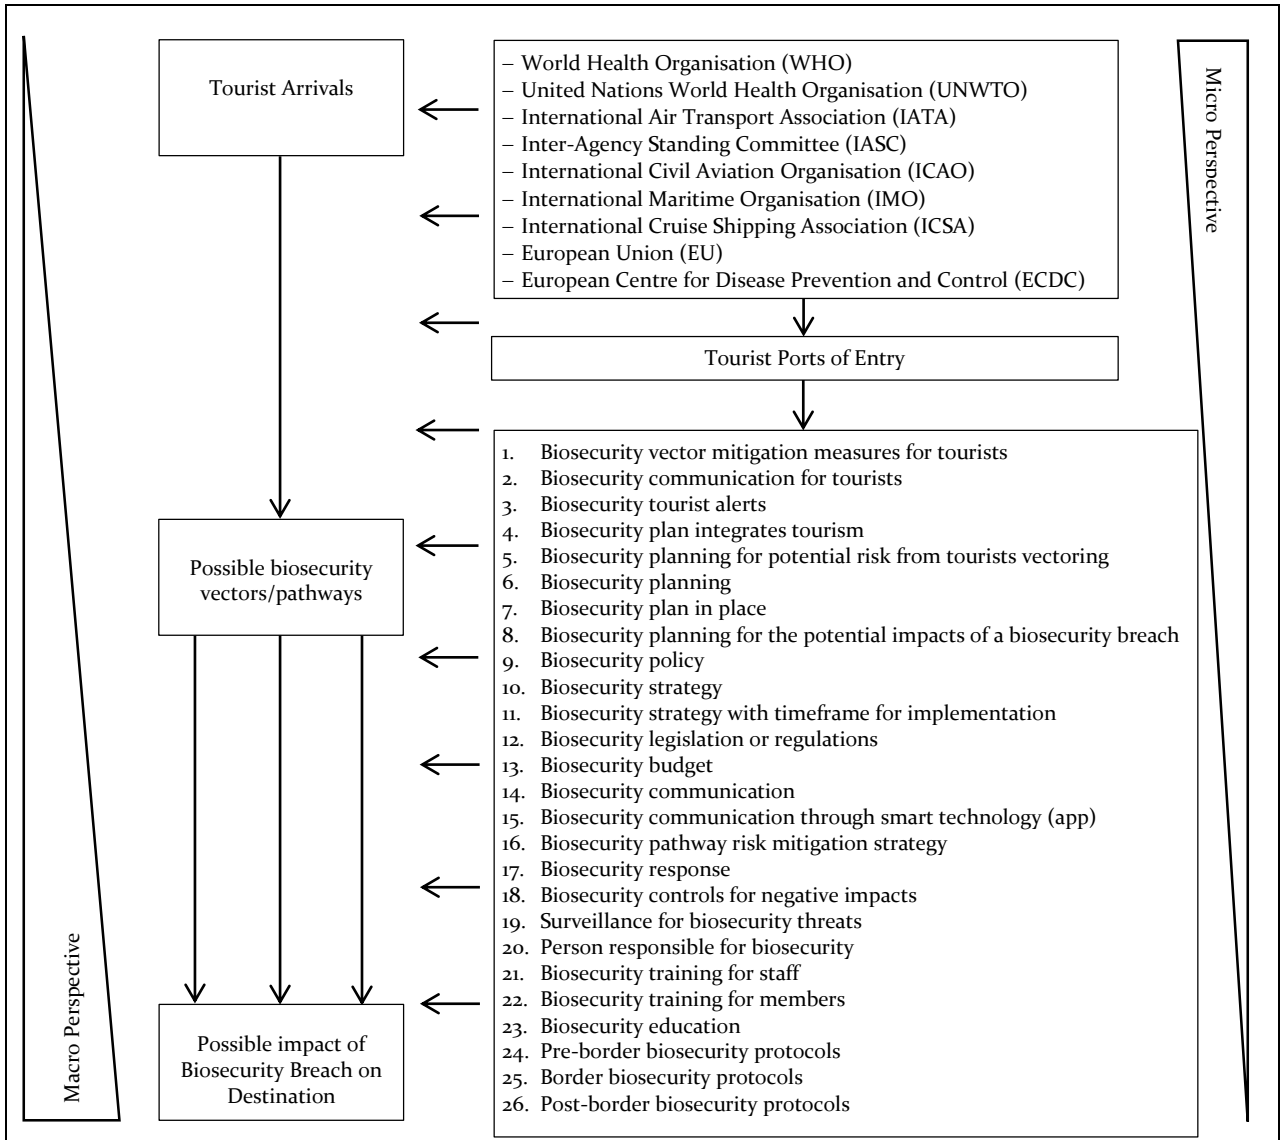 Tourist Arrivals
– World Health Organisation (WHO)
– United Nations World Health Organisation (UNWTO)
– International Air Transport Association (IATA)
– Inter-Agency Standing Committee (IASC)
– International Civil Aviation Organisation (ICAO)
– International Maritime Organisation (IMO)
– International Cruise Shipping Association (ICSA)
– European Union (EU)
– European Centre for Disease Prevention and Control (ECDC)
Micro Perspective
Tourist Ports of Entry
Possible biosecurity
vectors/pathways
1. Biosecurity vector mitigation measures for tourists
2. Biosecurity communication for tourists
3. Biosecurity tourist alerts
4. Biosecurity plan integrates tourism
5. Biosecurity planning for potential risk from tourists vectoring
6. Biosecurity planning
7. Biosecurity plan in place
8. Biosecurity planning for the potential impacts of a biosecurity breach
9. Biosecurity policy
10. Biosecurity strategy
11. Biosecurity strategy with timeframe for implementation
12. Biosecurity legislation or regulations
13. Biosecurity budget
14. Biosecurity communication
15. Biosecurity communication through smart technology (app)
16. Biosecurity pathway risk mitigation strategy
17. Biosecurity response
18. Biosecurity controls for negative impacts
19. Surveillance for biosecurity threats
20. Person responsible for biosecurity
21. Biosecurity training for staff
22. Biosecurity training for members
23. Biosecurity education
24. Pre-border biosecurity protocols
25. Border biosecurity protocols
26. Post-border biosecurity protocols
Macro Perspective
Possible impact of
Biosecurity Breach on
Destination